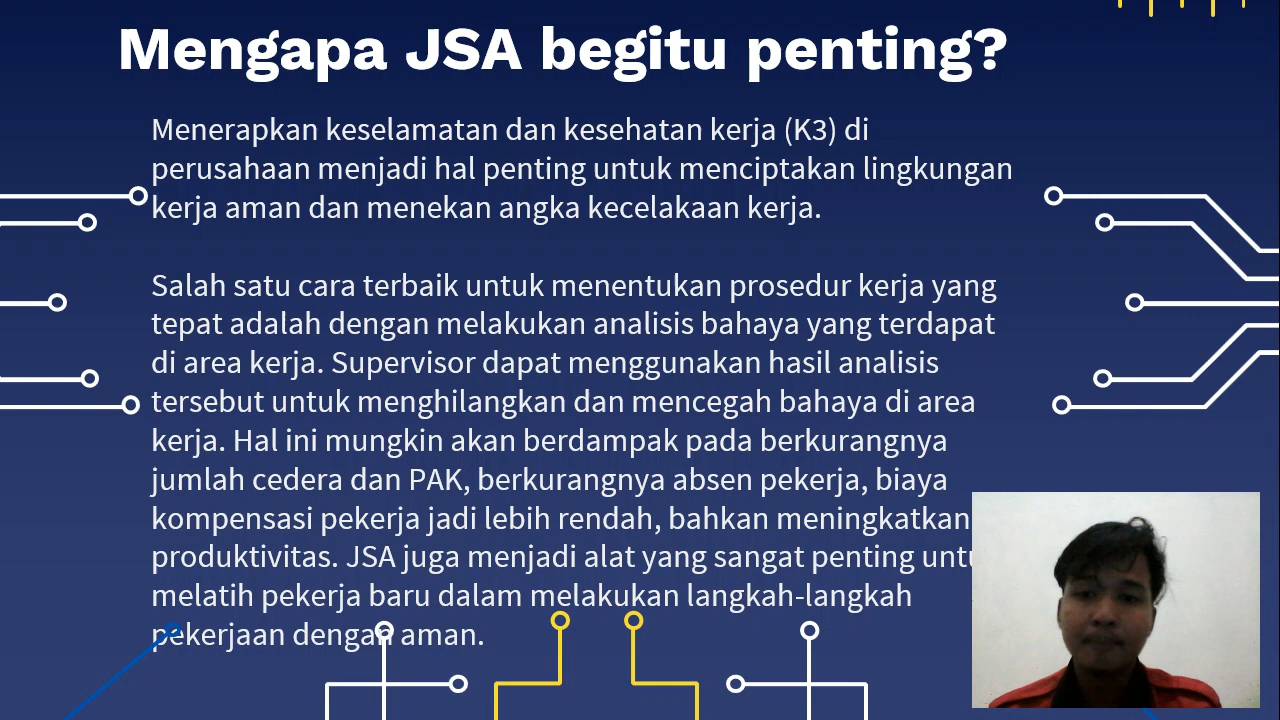 Mengapa JSA begitu penting?
Menerapkan keselamatan dan kesehatan kerja (K3) di
perusahaan menjadi hal penting untuk menciptakan lingkungan
kerja aman dan menekan angka kecelakaan kerja.
Salah satu cara terbaik untuk menentukan prosedur kerja yang
tepat adalah dengan melakukan analisis bahaya yang terdapat
di area kerja. Supervisor dapat menggunakan hasil analisis
tersebut untuk menghilangkan dan mencegah bahaya di area
kerja. Hal ini mungkin akan berdampak pada berkurangnya
jumlah cedera dan PAK, berkurangnya absen pekerja, biaya
kompensasi pekerja jadi lebih rendah, bahkan meningkatkan
produktivitas. JSA juga menjadi alat yang sangat penting
melatih pekerja baru dalam melakukan langkah-langkah
pekerjaan dengan aman.